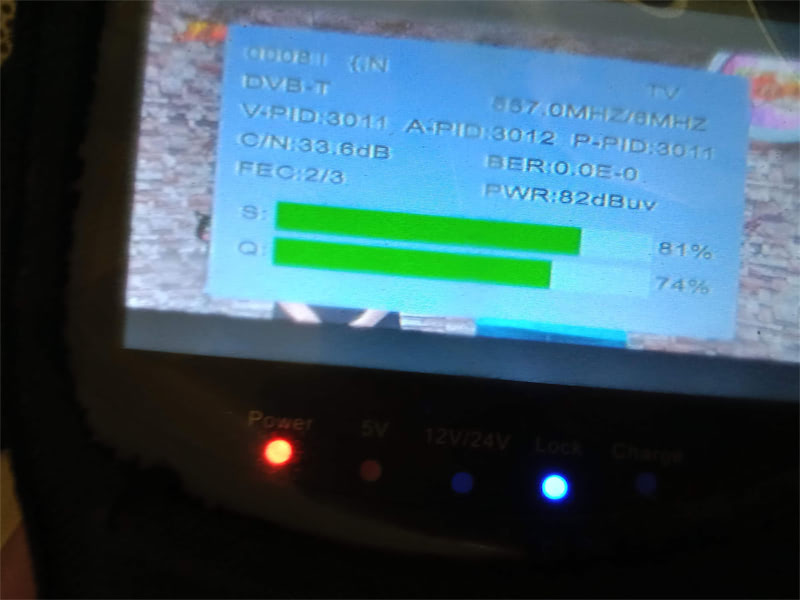 TV
DVB-T
557.0MHZ/8MHZ
V-PID:3011 A-PID:3012 P-PID:3011
C/N:33.6dB
BER:0.0E-0
FEC:2/3
PWR:82dBuv
S: 81%
Q: 74%
Power 5V 12V/24V Lock Charge